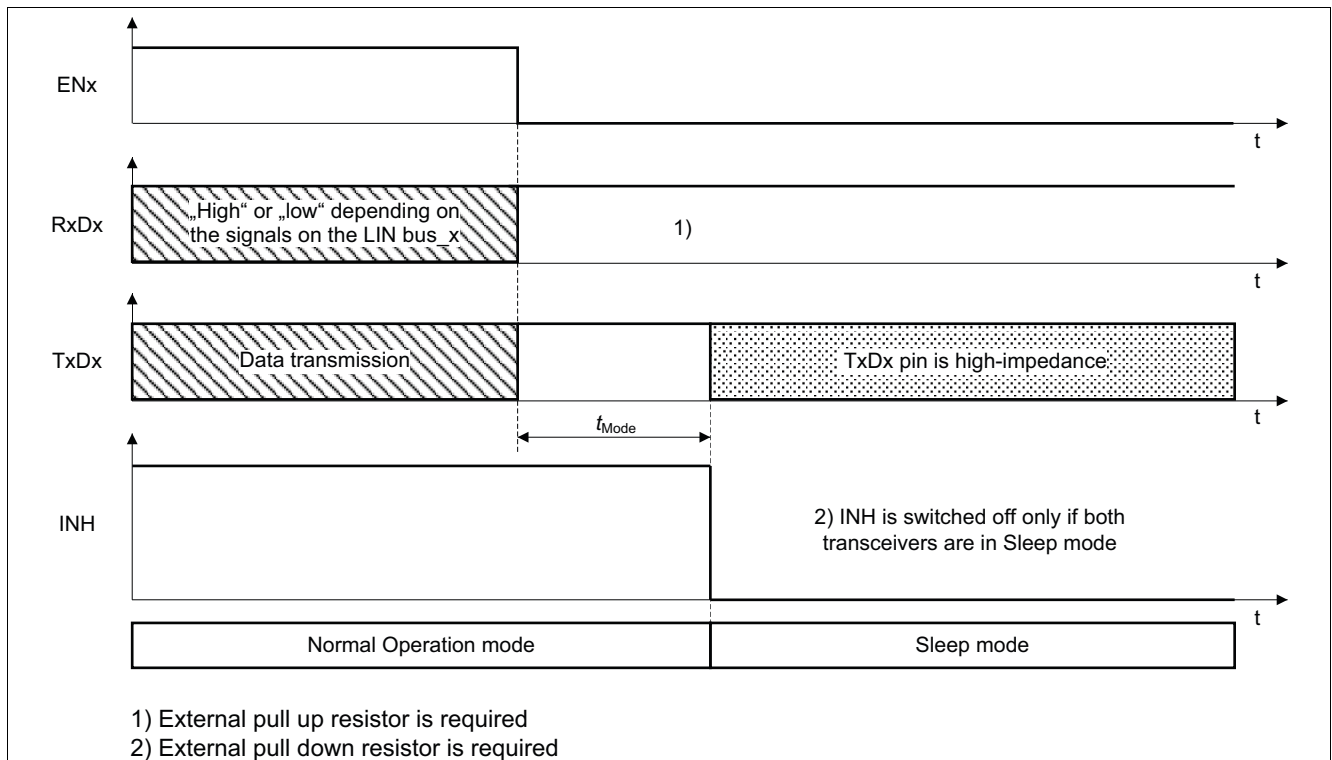 ENx
t
RxDx
„High“ or „low“ depending on
the signals on the LIN bus_x
1)
t
TxDx
Data transmission
TxDx pin is high-impedance
t
tMode
INH
2) INH is switched off only if both
transceivers are in Sleep mode
t
Normal Operation mode
Sleep mode
1) External pull up resistor is required
2) External pull down resistor is required